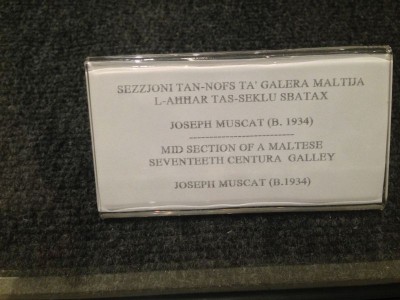 SEZZJONI TAN-NOFS TA' GALERA MALTIJA
L-AHHAR TAS-SEKLU SBATAX
JOSEPH MUSCAT (B. 1934)
MID SECTION OF A MALTESE
SEVENTEETH CENTURA GALLEY
JOSEPH MUSCAT (B.1934)